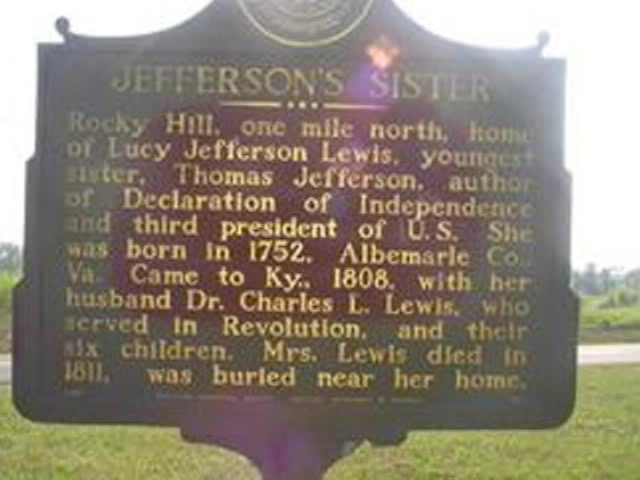 JEFFERSON'S SISTER
Rocky Hill, one mile north, home
of Lucy Jefferson Lewis, youngest
sister, Thomas Jefferson, author
of Declaration of Independence
and third president of U.S. She
was born in 1752, Albemarle Co.,
Va. Came to Ky., 1808, with her
husband Dr. Charles L. Lewis, who
served in Revolution, and their
six children. Mrs. Lewis died in
1811, was buried near her home.